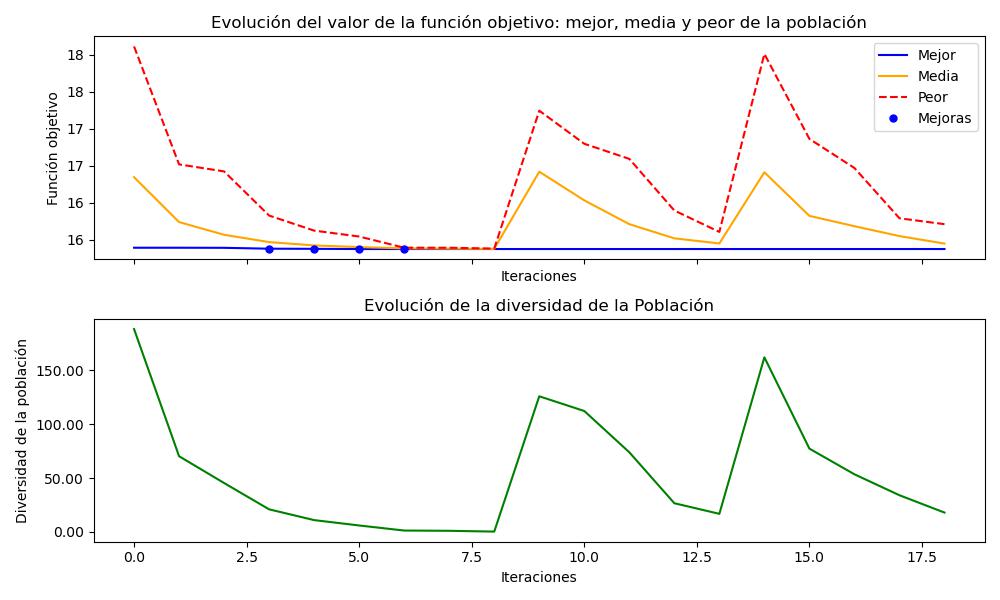 Evolución del valor de la función objetivo: mejor, media y peor de la población
Función objetivo
18
18
17
17
16
16
Mejor
Media
Peor
Mejoras
Iteraciones
Evolución de la diversidad de la Población
Diversidad de la población
150.00
100.00
50.00
0.00
0.0 2.5 5.0 7.5 10.0 12.5 15.0 17.5
Iteraciones